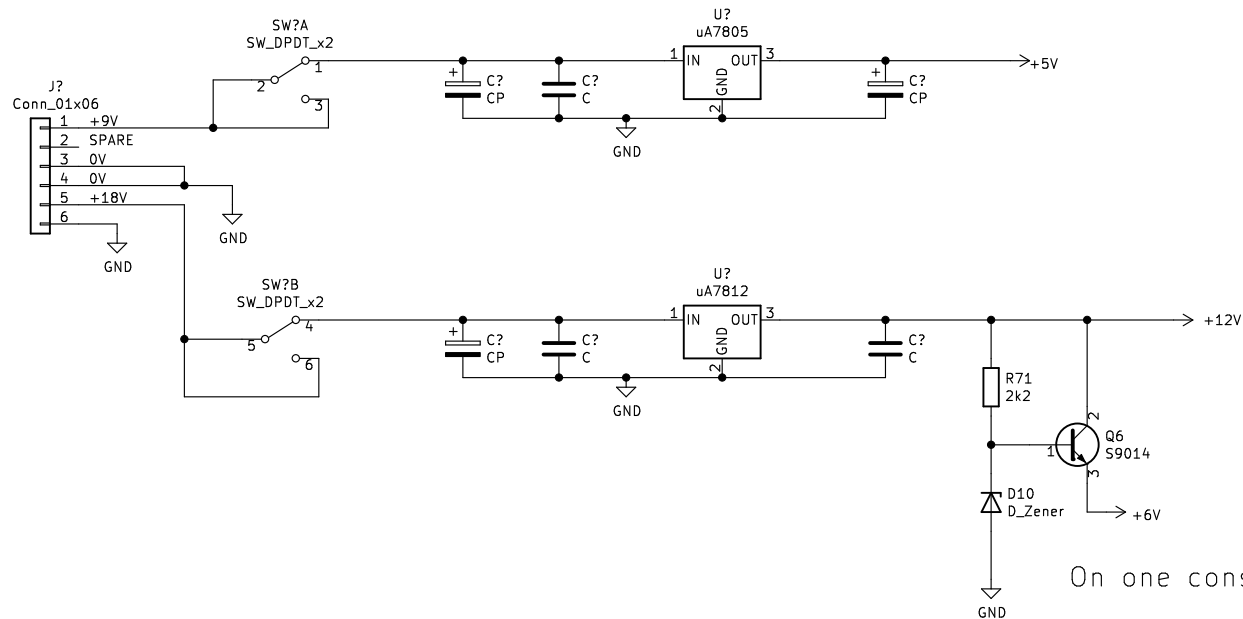 SW?A
SW_DPDT_x2
1
2
3
U?
uA7805
1 IN OUT 3
GND
2
+ C?
CP
C?
C
+ C?
CP
+5V
GND
J?
Conn_01x06
1 +9V
2 SPARE
3 0V
4 0V
5 +18V
6
GND
GND
SW?B
SW_DPDT_x2
4
5
6
U?
uA7812
1 IN OUT 3
GND
2
+ C?
CP
C?
C
C?
C
+12V
GND
R71
2k2
Q6
S9014
1
2
3
D10
D_Zener
+6V
On one cons
GND